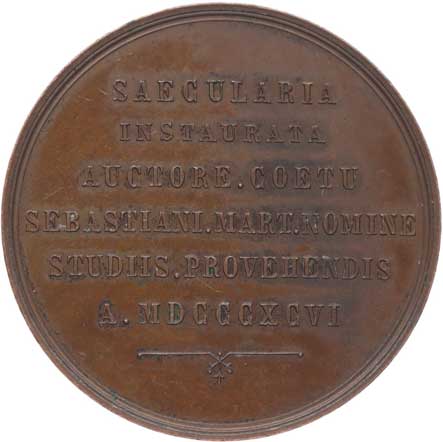 SAECULARIA
INSTAURATA
AUCTORE.COETU
SEBASTIANI.MART.NOMINE
STUDIIS.PROVEHENDIS
A. MDCCCXCVI